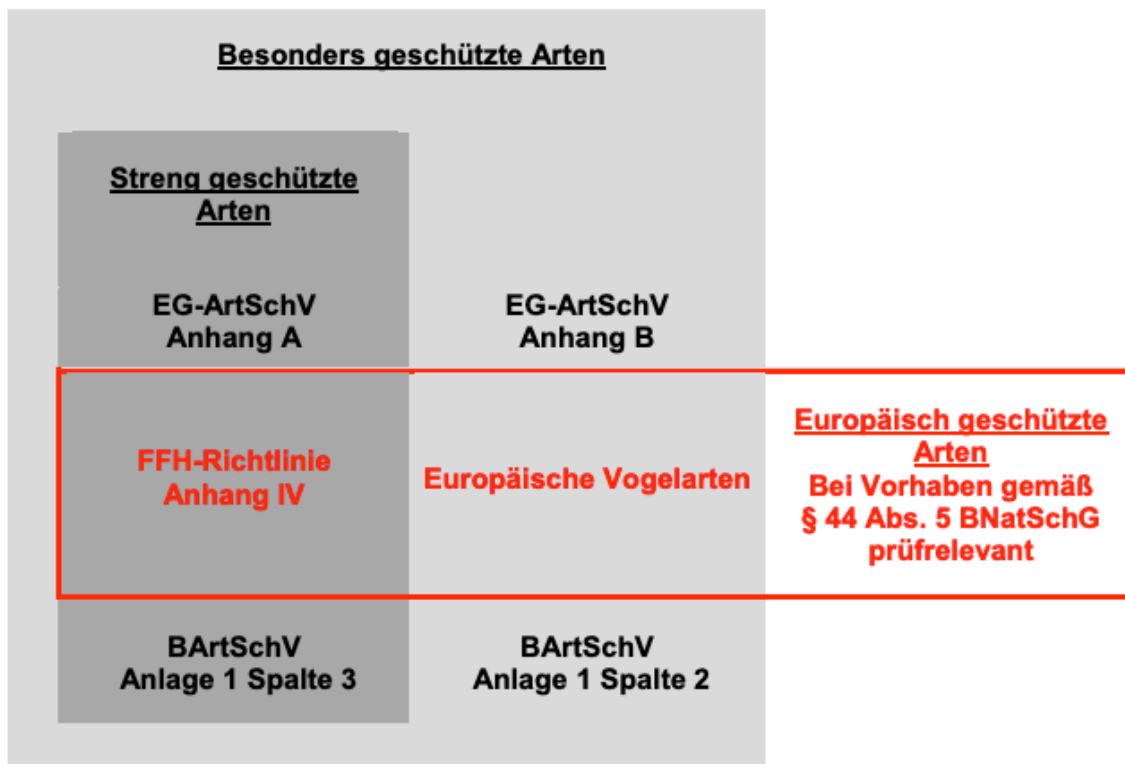 Besonders geschützte Arten
Streng geschützte
Arten
EG-ArtSchV
Anhang A
EG-ArtSchV
Anhang B
FFH-Richtlinie
Anhang IV
Europäische Vogelarten
Europäisch geschützte
Arten
Bei Vorhaben gemäß
§ 44 Abs. 5 BNatSchG
prüfrelevant
BArtSchV
Anlage 1 Spalte 3
BArtSchV
Anlage 1 Spalte 2